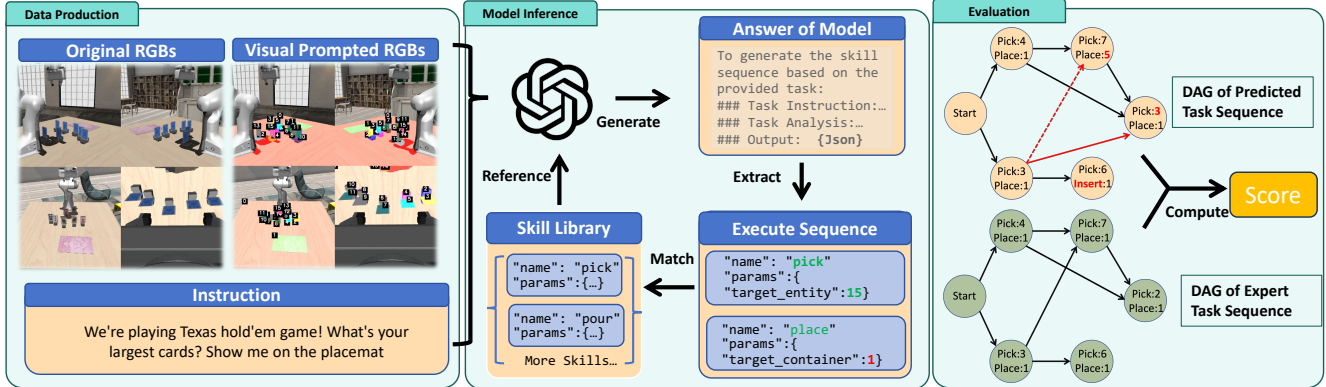 Data Production
Original RGBs
Visual Prompted RGBs
Instruction
We're playing Texas hold'em game! What's your
largest cards? Show me on the placemat
Model Inference
Generate
Reference
Answer of Model
To generate the skill
sequence based on the
provided task:
### Task Instruction:…
### Task Analysis:…
### Output: {Json}
Extract
Skill Library
"name": "pick"
"params":{…}
"name": "pour"
"params":{…}
More Skills…
Match
Execute Sequence
"name": "pick"
"params":{
"target_entity":15}
"name": "place"
"params":{
"target_container":1}
Evaluation
Start
Pick:4
Place:1
Pick:7
Place:5
Pick:3
Place:1
Pick:3
Place:1
Pick:6
Insert:1
DAG of Predicted
Task Sequence
Compute
Score
Start
Pick:4
Place:1
Pick:7
Place:1
Pick:2
Place:1
Pick:3
Place:1
Pick:6
Place:1
DAG of Expert
Task Sequence